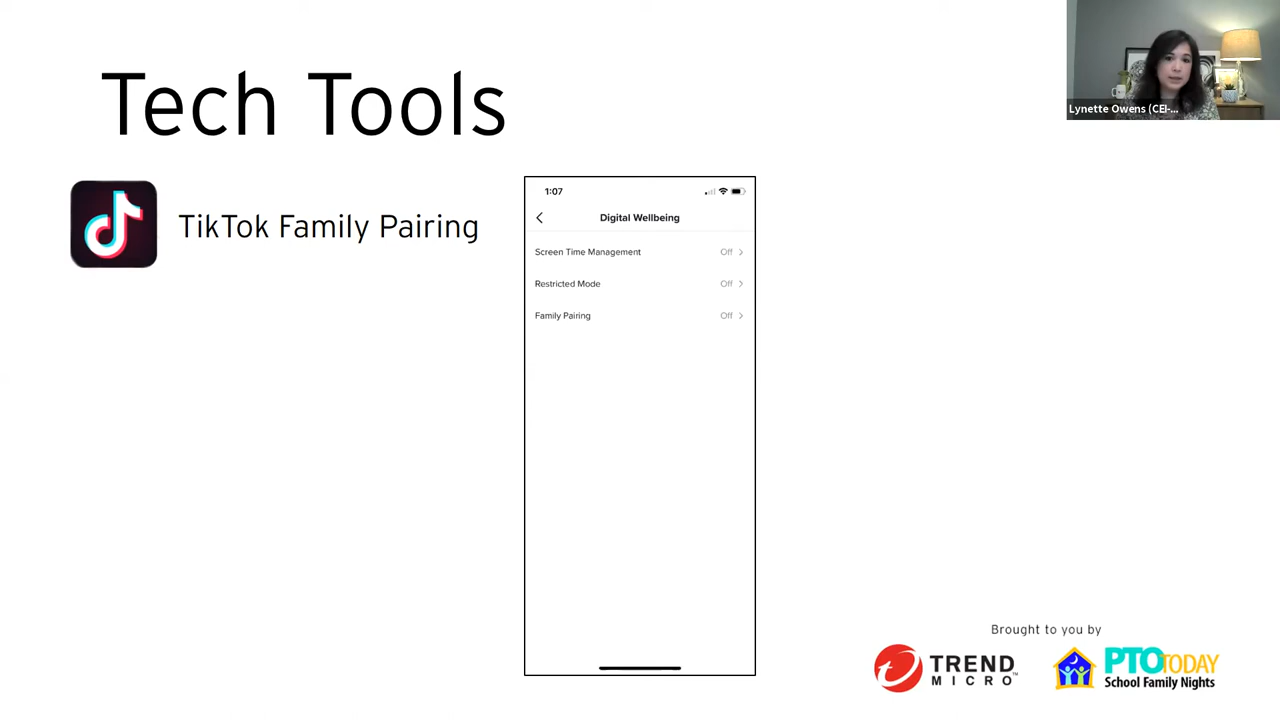 Tech Tools
Lynette Owens (CEI-...
TikTok Family Pairing
1:07
Digital Wellbeing
Screen Time Management Off
Restricted Mode Off
Family Pairing Off
Brought to you by
TREND MICRO™
PTO TODAY
School Family Nights